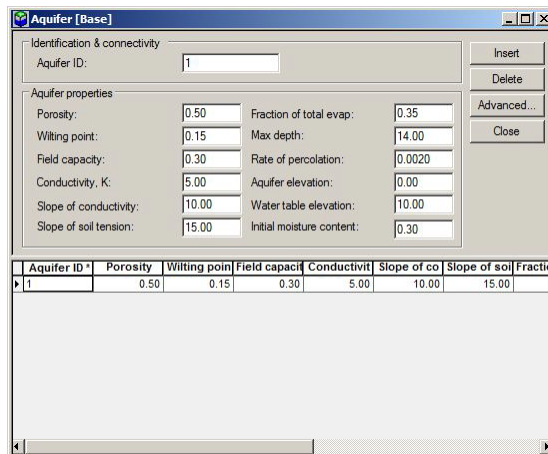 Aquifer [Base]
Identification & connectivity
Aquifer ID: 1
Insert
Delete
Advanced...
Close
Aquifer properties
Porosity: 0.50 Fraction of total evap: 0.35
Wilting point: 0.15 Max depth: 14.00
Field capacity: 0.30 Rate of percolation: 0.0020
Conductivity, K: 5.00 Aquifer elevation: 0.00
Slope of conductivity: 10.00 Water table elevation: 10.00
Slope of soil tension: 15.00 Initial moisture content: 0.30
Aquifer ID * Porosity Wilting poin Field capacit Conductivit Slope of co Slope of soi Fractic
1 0.50 0.15 0.30 5.00 10.00 15.00